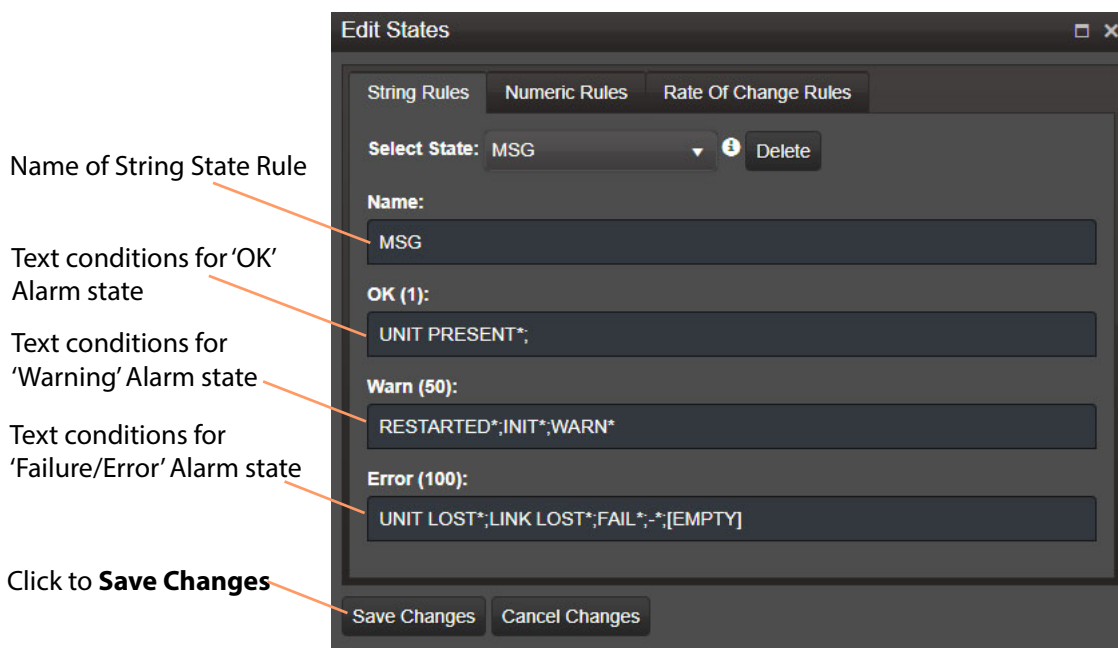 Edit States
String Rules Numeric Rules Rate Of Change Rules
Select State: MSG Delete
Name of String State Rule
Name:
MSG
Text conditions for ‘OK’
Alarm state
OK (1):
UNIT PRESENT*;
Text conditions for
‘Warning’ Alarm state
Warn (50):
RESTARTED*;INIT*;WARN*
Text conditions for
‘Failure/Error’ Alarm state
Error (100):
UNIT LOST*;LINK LOST*;FAIL*;-*;[EMPTY]
Click to Save Changes
Save Changes Cancel Changes